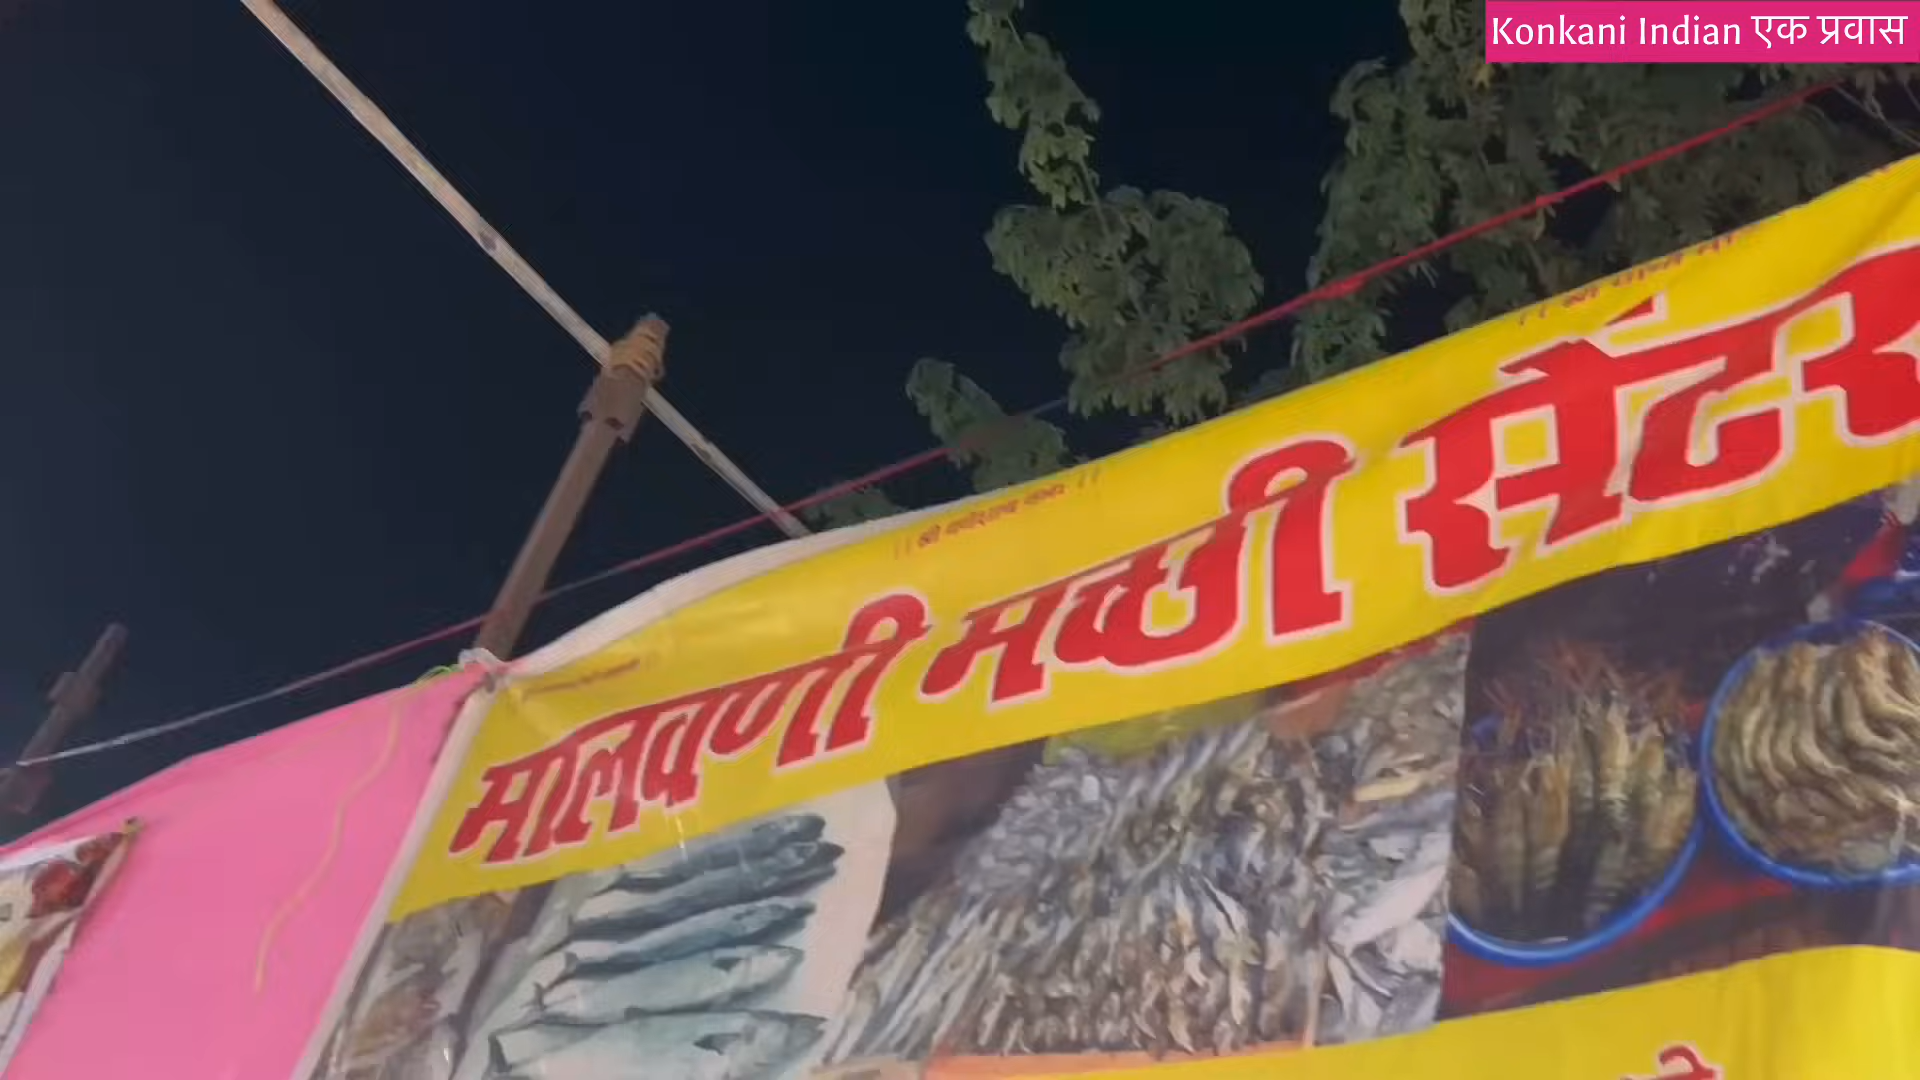 Konkani Indian एक प्रवास
मालवणी मच्छी सेंटर